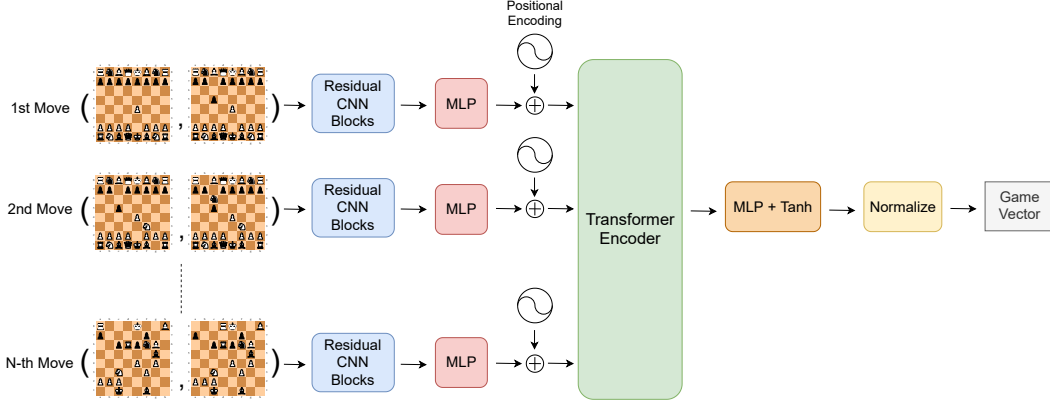 Positional
Encoding
1st Move ( , )
Residual
CNN
Blocks
MLP
2nd Move ( , )
Residual
CNN
Blocks
MLP
Transformer
Encoder
MLP + Tanh
Normalize
Game
Vector
N-th Move ( , )
Residual
CNN
Blocks
MLP